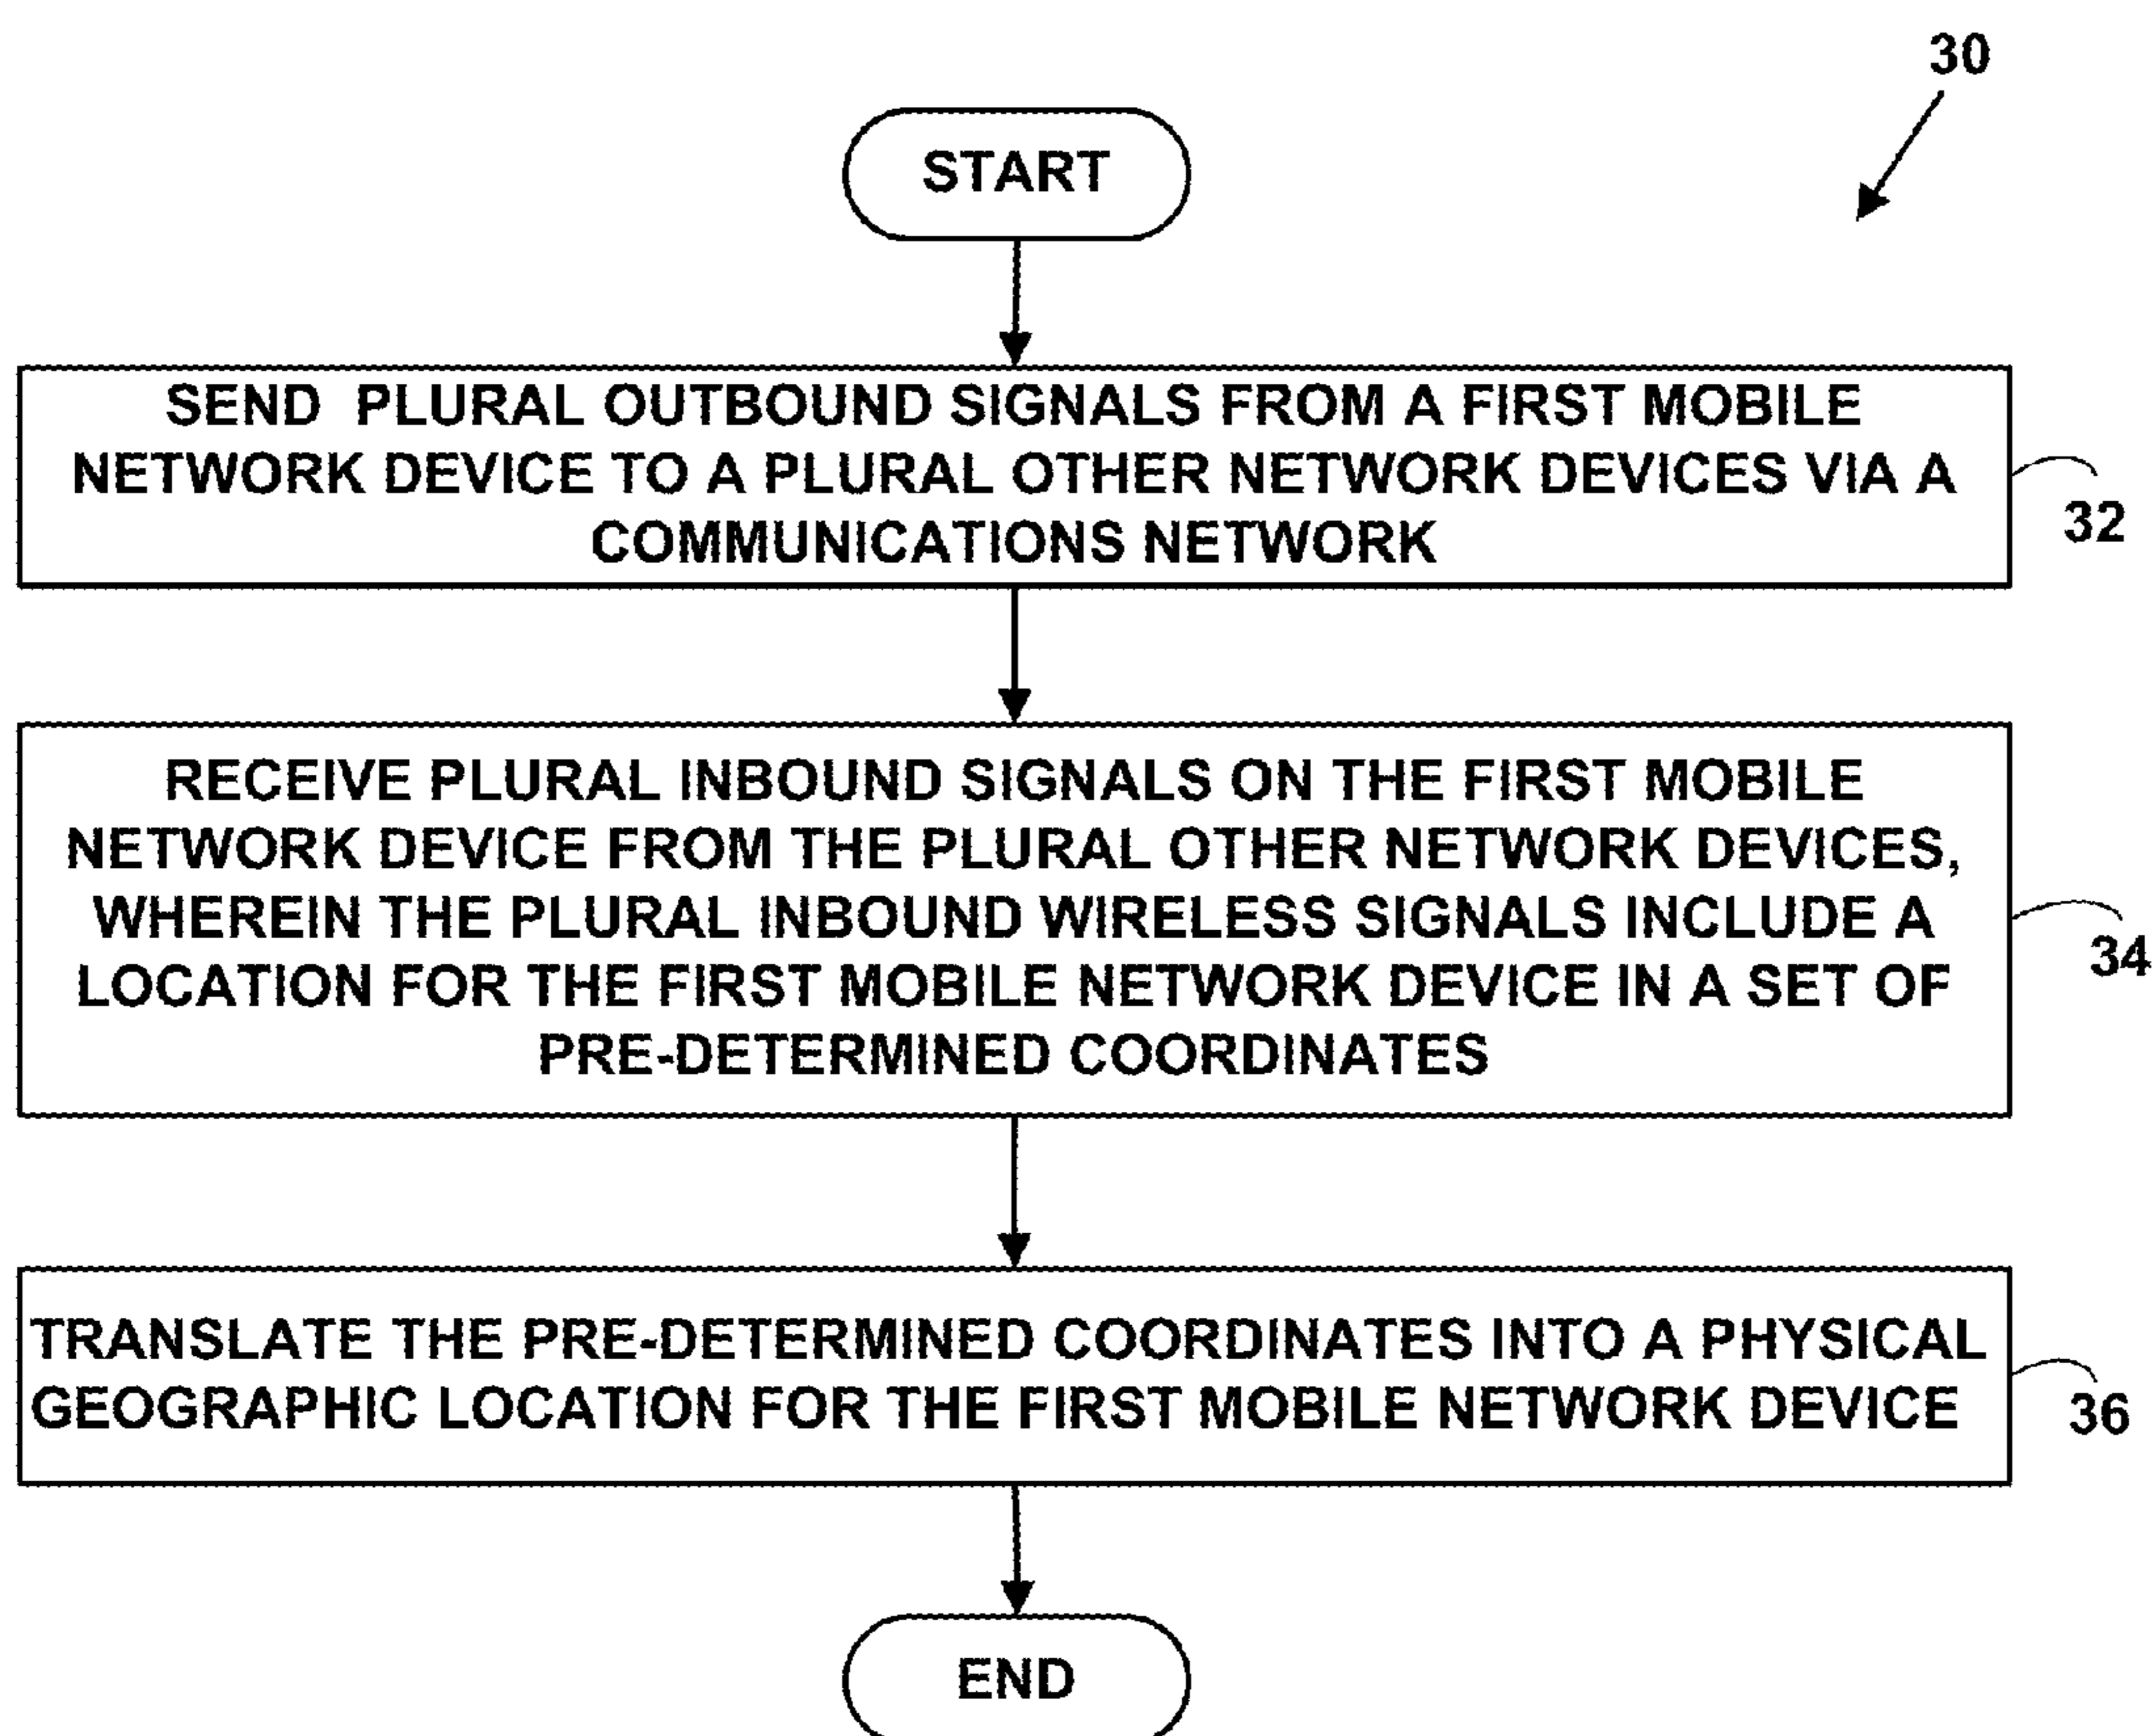 30
START
SEND PLURAL OUTBOUND SIGNALS FROM A FIRST MOBILE
NETWORK DEVICE TO A PLURAL OTHER NETWORK DEVICES VIA A
COMMUNICATIONS NETWORK
32
RECEIVE PLURAL INBOUND SIGNALS ON THE FIRST MOBILE
NETWORK DEVICE FROM THE PLURAL OTHER NETWORK DEVICES,
WHEREIN THE PLURAL INBOUND WIRELESS SIGNALS INCLUDE A
LOCATION FOR THE FIRST MOBILE NETWORK DEVICE IN A SET OF
PRE-DETERMINED COORDINATES
34
TRANSLATE THE PRE-DETERMINED COORDINATES INTO A PHYSICAL
GEOGRAPHIC LOCATION FOR THE FIRST MOBILE NETWORK DEVICE
36
END